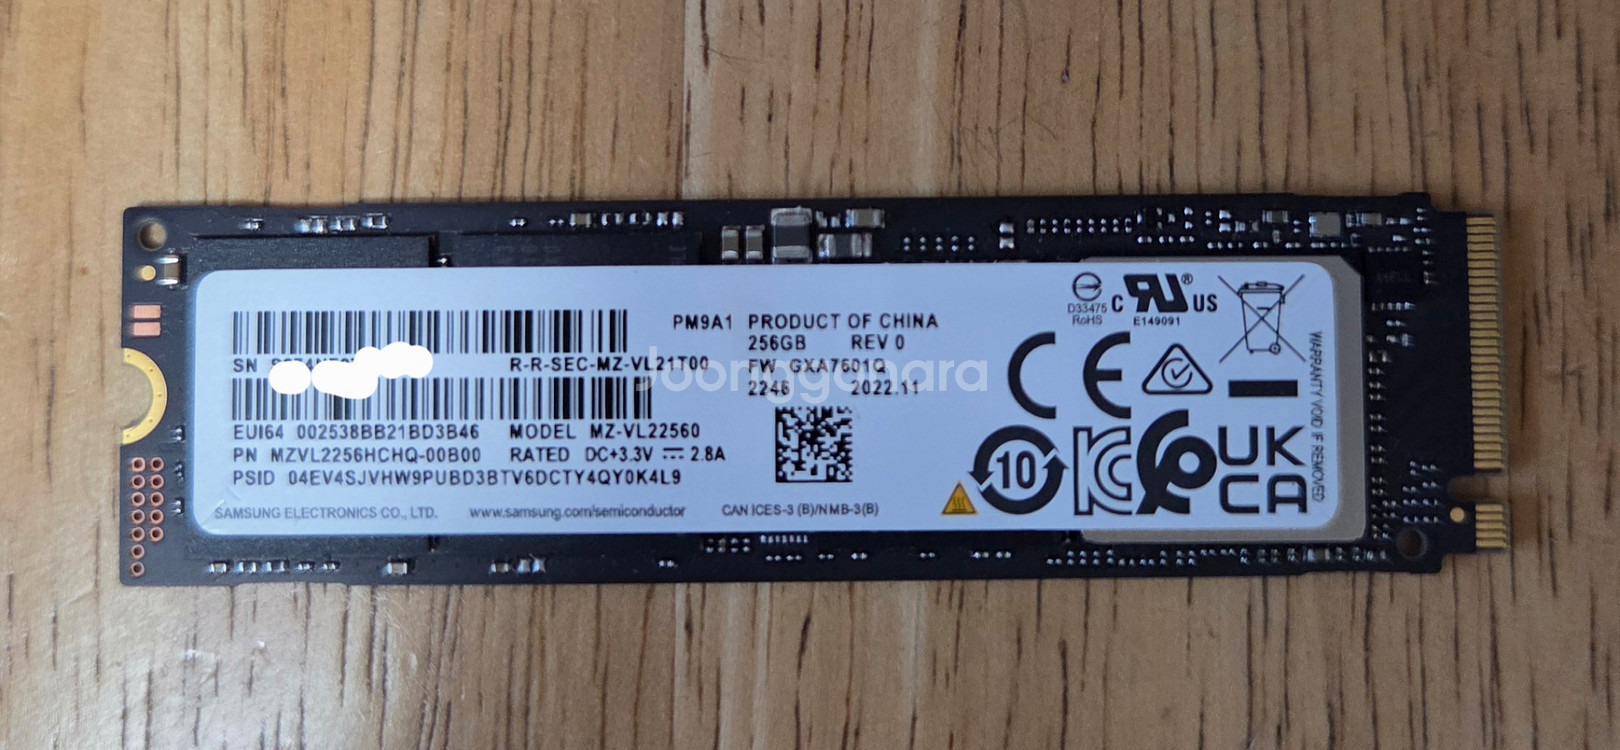 PM9A1 PRODUCT OF CHINA
256GB REV 0
SN
R-R-SEC-MZ-VL21T00
FW GXA7601Q
2246 2022.11
EUI64 002538BB21BD3B46 MODEL MZ-VL22560
PN MZVL2256HCHQ-00B00 RATED DC+3.3V ⎓ 2.8A
PSID 04EV4SJVHW9PUBD3BTV6DCTY4QY0K4L9
SAMSUNG ELECTRONICS CO., LTD. www.samsung.com/semiconductor CAN ICES-3 (B)/NMB-3(B)
D33475
RoHS
C UR US
®
E149091
CE
10
KC
UK
CA
WARRANTY VOID IF REMOVED
Joonggonara